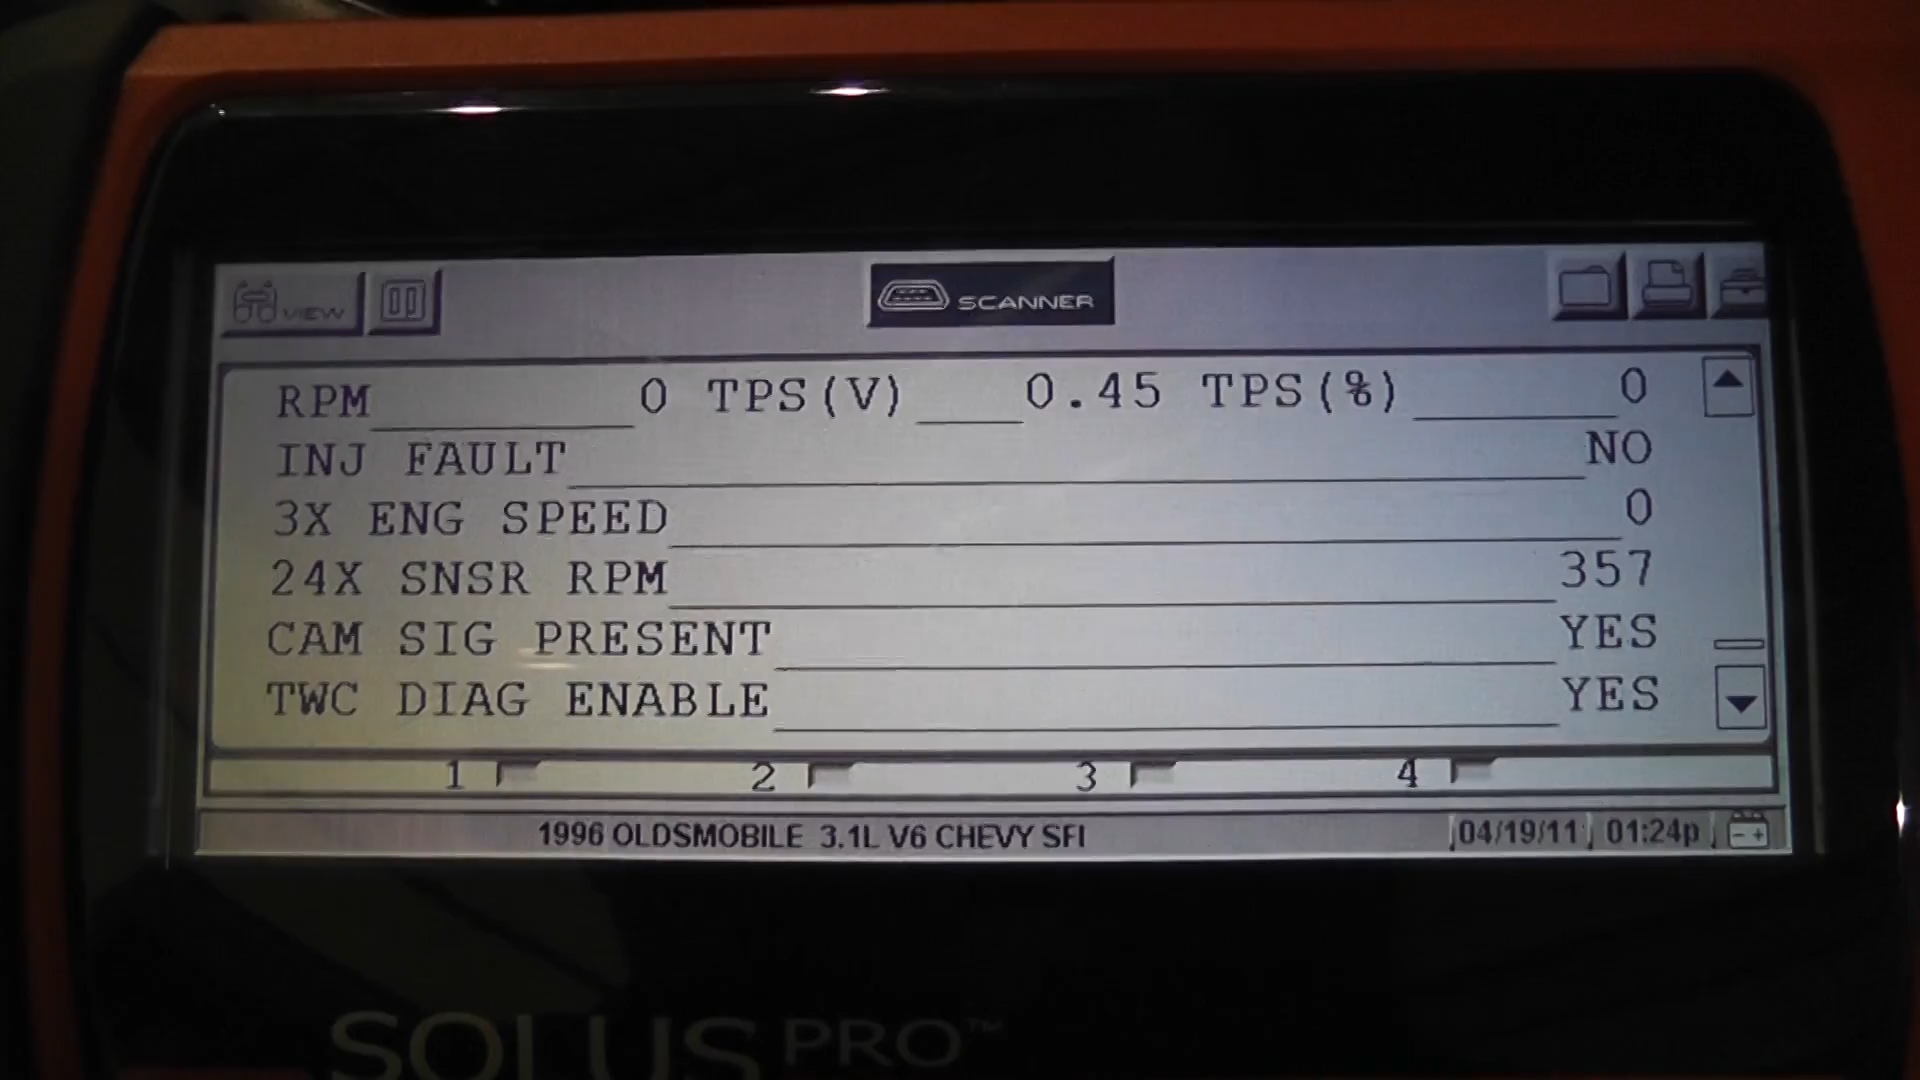 VIEW
SCANNER
RPM 0 TPS(V) 0.45 TPS(%) 0
INJ FAULT NO
3X ENG SPEED 0
24X SNSR RPM 357
CAM SIG PRESENT YES
TWC DIAG ENABLE YES
1 2 3 4
1996 OLDSMOBILE 3.1L V6 CHEVY SFI 04/19/11 01:24p
SOLUS PRO™